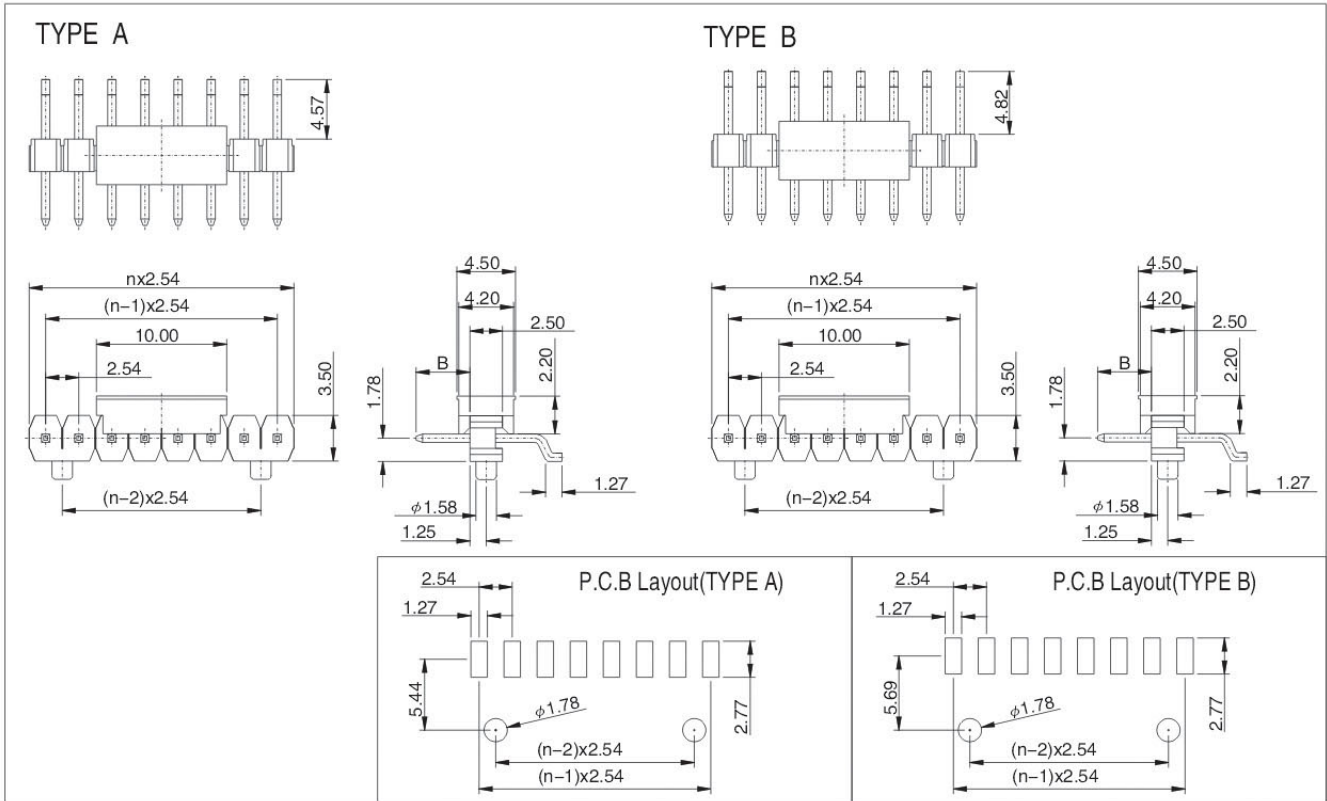 TYPE A
4.57
nx2.54
(n-1)x2.54
10.00
2.54
3.50
(n-2)x2.54
4.50
4.20
2.50
B
2.20
1.78
1.27
ϕ1.58
1.25
TYPE B
4.82
nx2.54
(n-1)x2.54
10.00
2.54
3.50
(n-2)x2.54
4.50
4.20
2.50
B
2.20
1.78
1.27
ϕ1.58
1.25
P.C.B Layout(TYPE A)
2.54
1.27
5.44
ϕ1.78
2.77
(n-2)x2.54
(n-1)x2.54
P.C.B Layout(TYPE B)
2.54
1.27
5.69
ϕ1.78
2.77
(n-2)x2.54
(n-1)x2.54